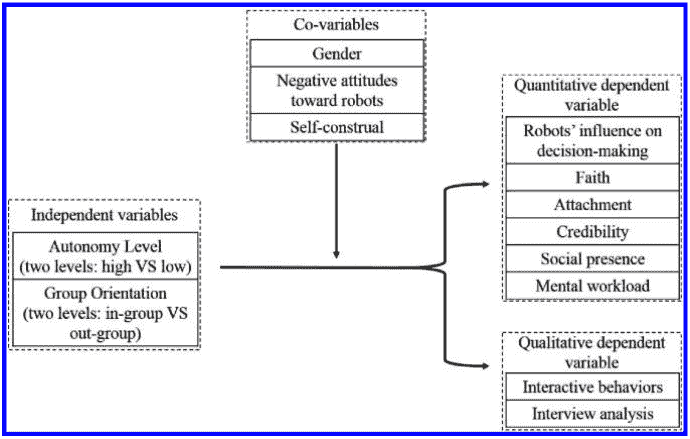 Co-variables
Gender
Negative attitudes
toward robots
Self-construal
Independent variables
Autonomy Level
(two levels: high VS low)
Group Orientation
(two levels: in-group VS
out-group)
Quantitative dependent
variable
Robots' influence on
decision-making
Faith
Attachment
Credibility
Social presence
Mental workload
Qualitative dependent
variable
Interactive behaviors
Interview analysis